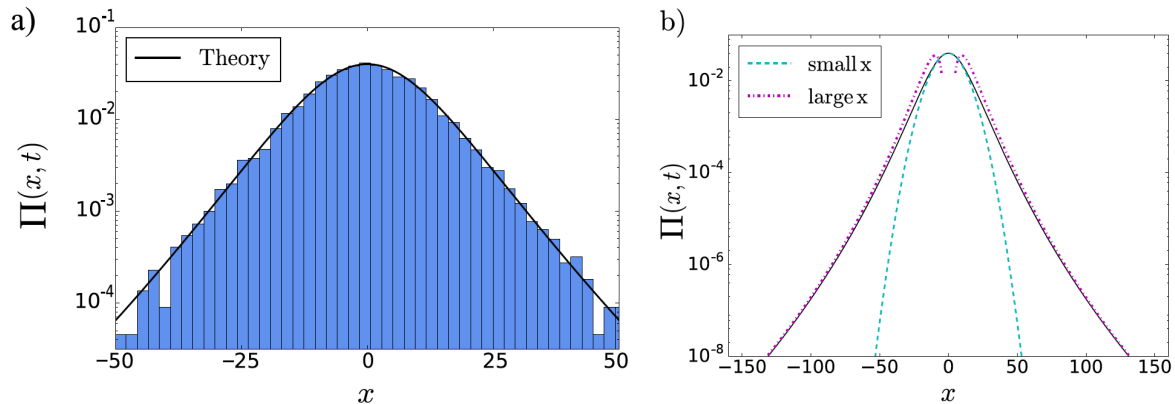 a)
10⁻¹
10⁻²
10⁻³
10⁻⁴
Π(x, t)
Theory
−50
−25
0
25
50
x
b)
10⁻²
10⁻⁴
10⁻⁶
10⁻⁸
Π(x, t)
small x
large x
−150
−100
−50
0
50
100
150
x